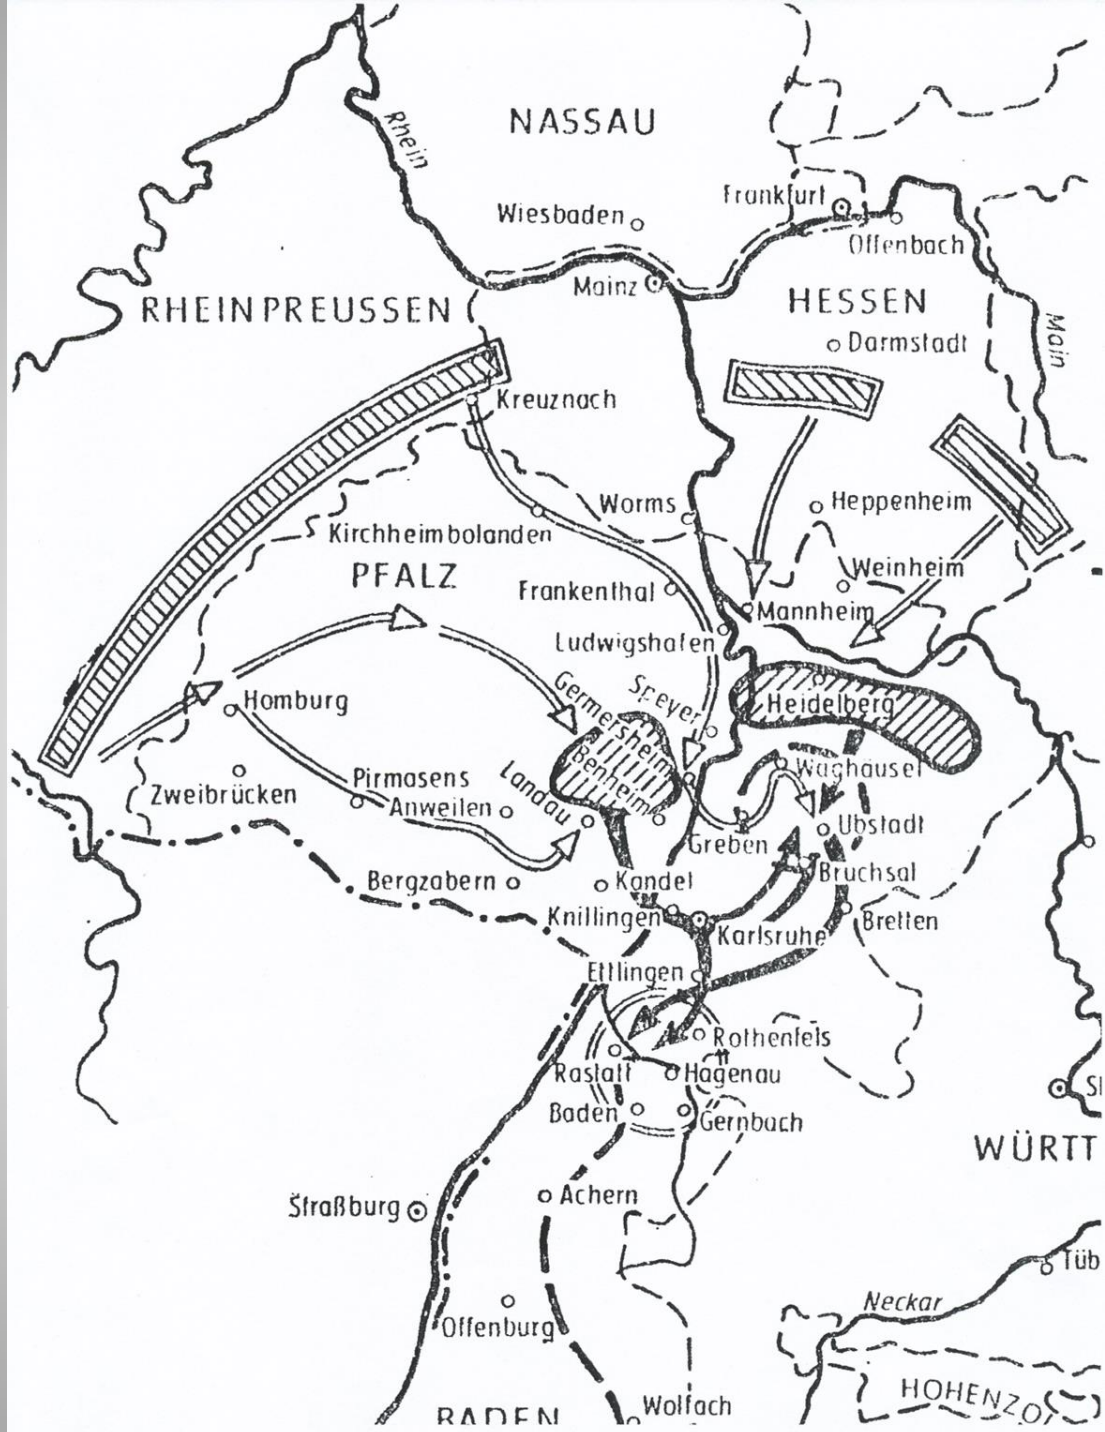 NASSAU
Rhein
Frankfurt
Wiesbaden
Offenbach
Mainz
RHEINPREUSSEN
HESSEN
Main
Darmstadt
Kreuznach
Worms
Heppenheim
Kirchheimbolanden
PFALZ
Weinheim
Frankenthal
Mannheim
Ludwigshafen
Homburg
Speyer
Germersheim
Heidelberg
Benheim
Waghäusel
Zweibrücken
Pirmasens
Anweilen
Landau
Ubstadt
Greben
Bruchsal
Bergzabern
Kandel
Knillingen
Bretten
Karlsruhe
Ettlingen
Rothenfels
Rastatt
Hagenau
Baden
Gernbach
WÜRTT
Straßburg
Achern
Tüb
Neckar
Offenburg
HOHENZO
Wolfach
BADEN